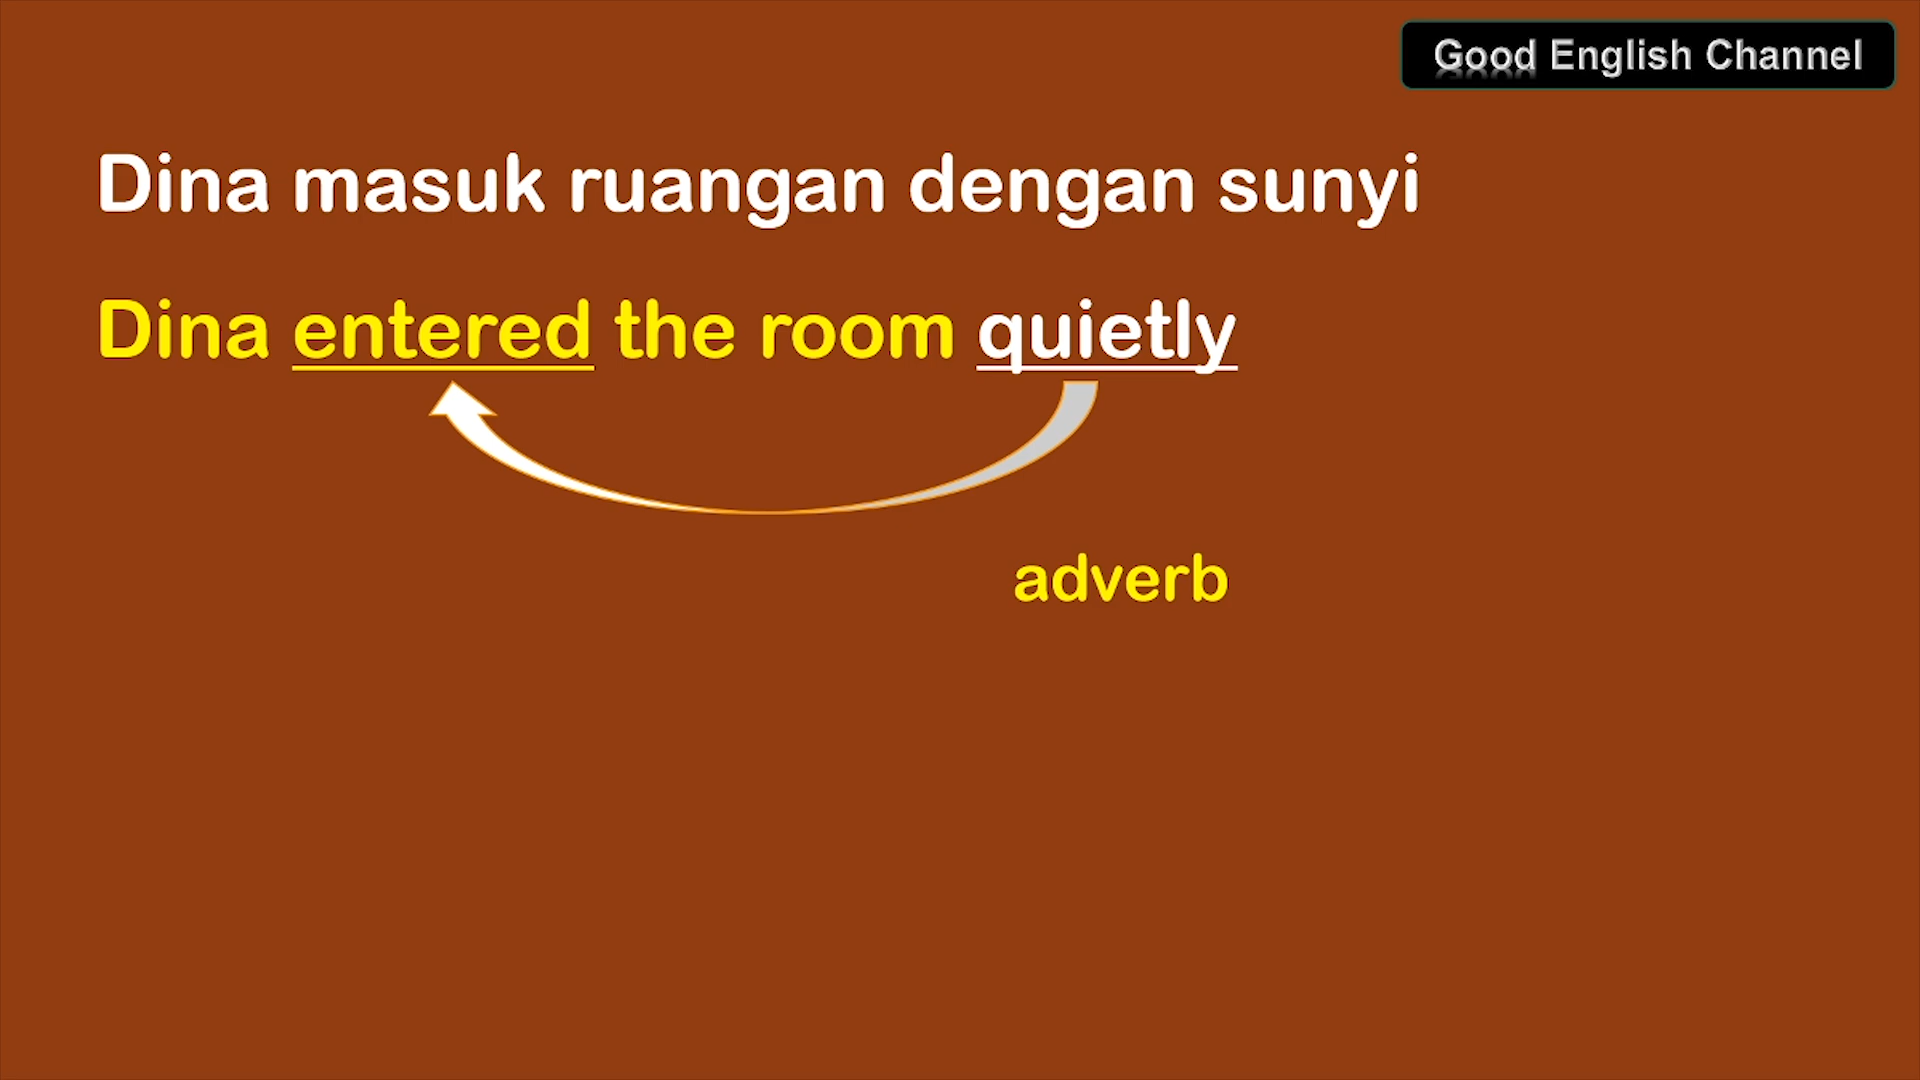 Good English Channel
Dina masuk ruangan dengan sunyi
Dina entered the room quietly
adverb